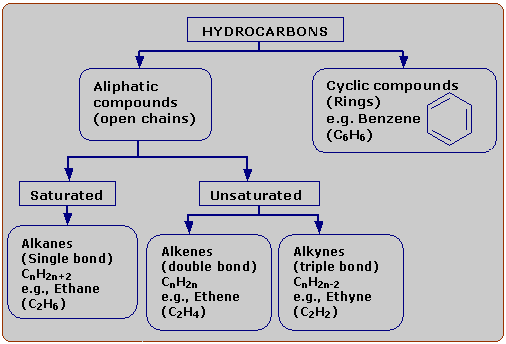 HYDROCARBONS
Aliphatic
compounds
(open chains)
Cyclic compounds
(Rings)
e.g. Benzene
(C₆H₆)
Saturated
Unsaturated
Alkanes
(Single bond)
CₙH₂ₙ₊₂
e.g., Ethane
(C₂H₆)
Alkenes
(double bond)
CₙH₂ₙ
e.g., Ethene
(C₂H₄)
Alkynes
(triple bond)
CₙH₂ₙ₋₂
e.g., Ethyne
(C₂H₂)